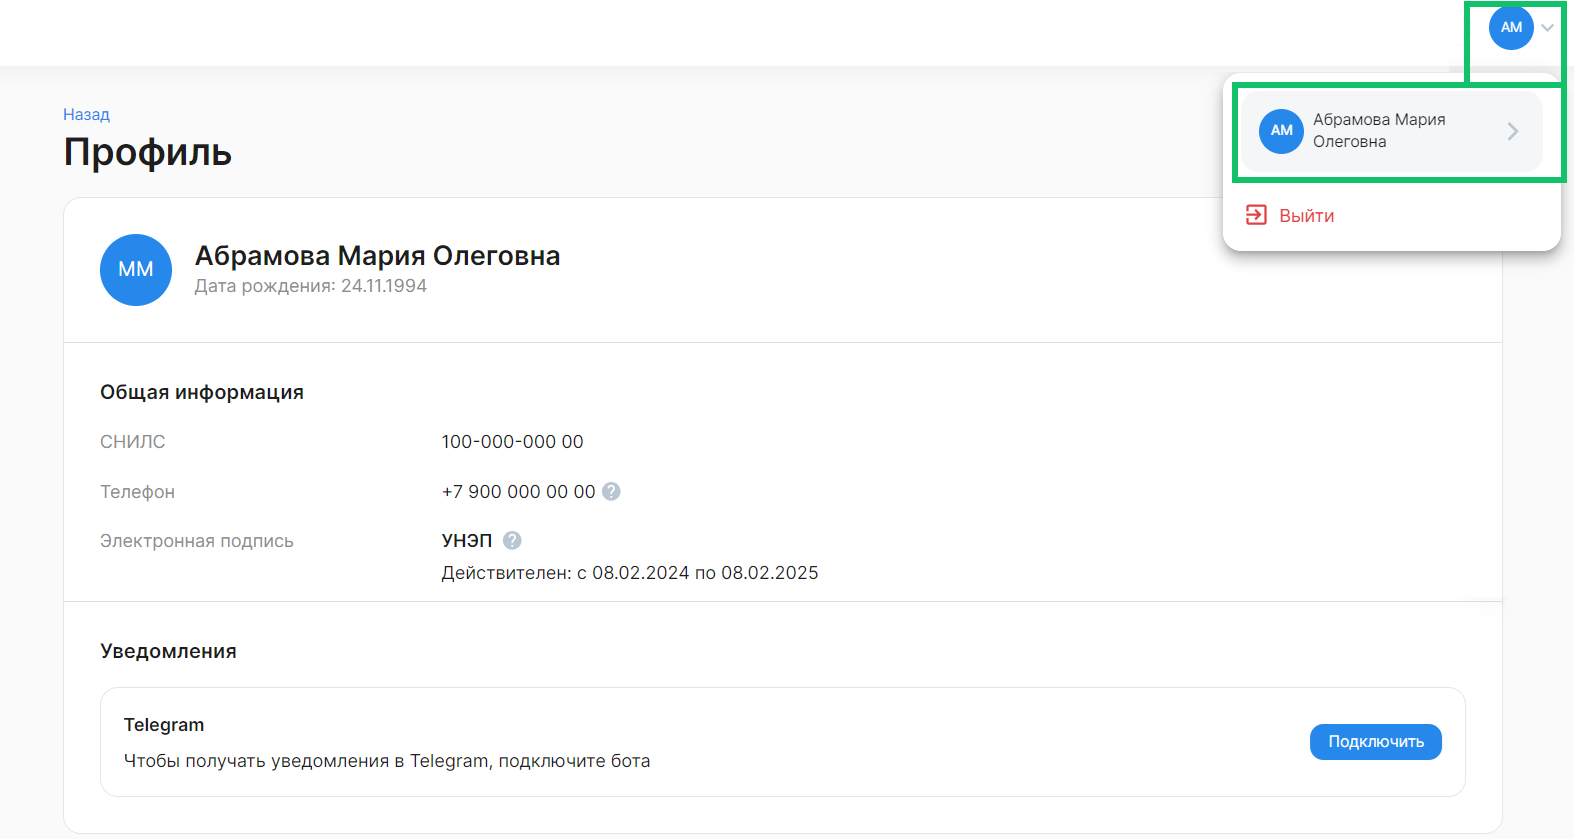 АМ
Назад
Профиль
АМ
Абрамова Мария
Олеговна
Выйти
ММ
Абрамова Мария Олеговна
Дата рождения: 24.11.1994
Общая информация
СНИЛС 100-000-000 00
Телефон +7 900 000 00 00 ?
Электронная подпись УНЭП ?
Действителен: с 08.02.2024 по 08.02.2025
Уведомления
Telegram
Чтобы получать уведомления в Telegram, подключите бота
Подключить